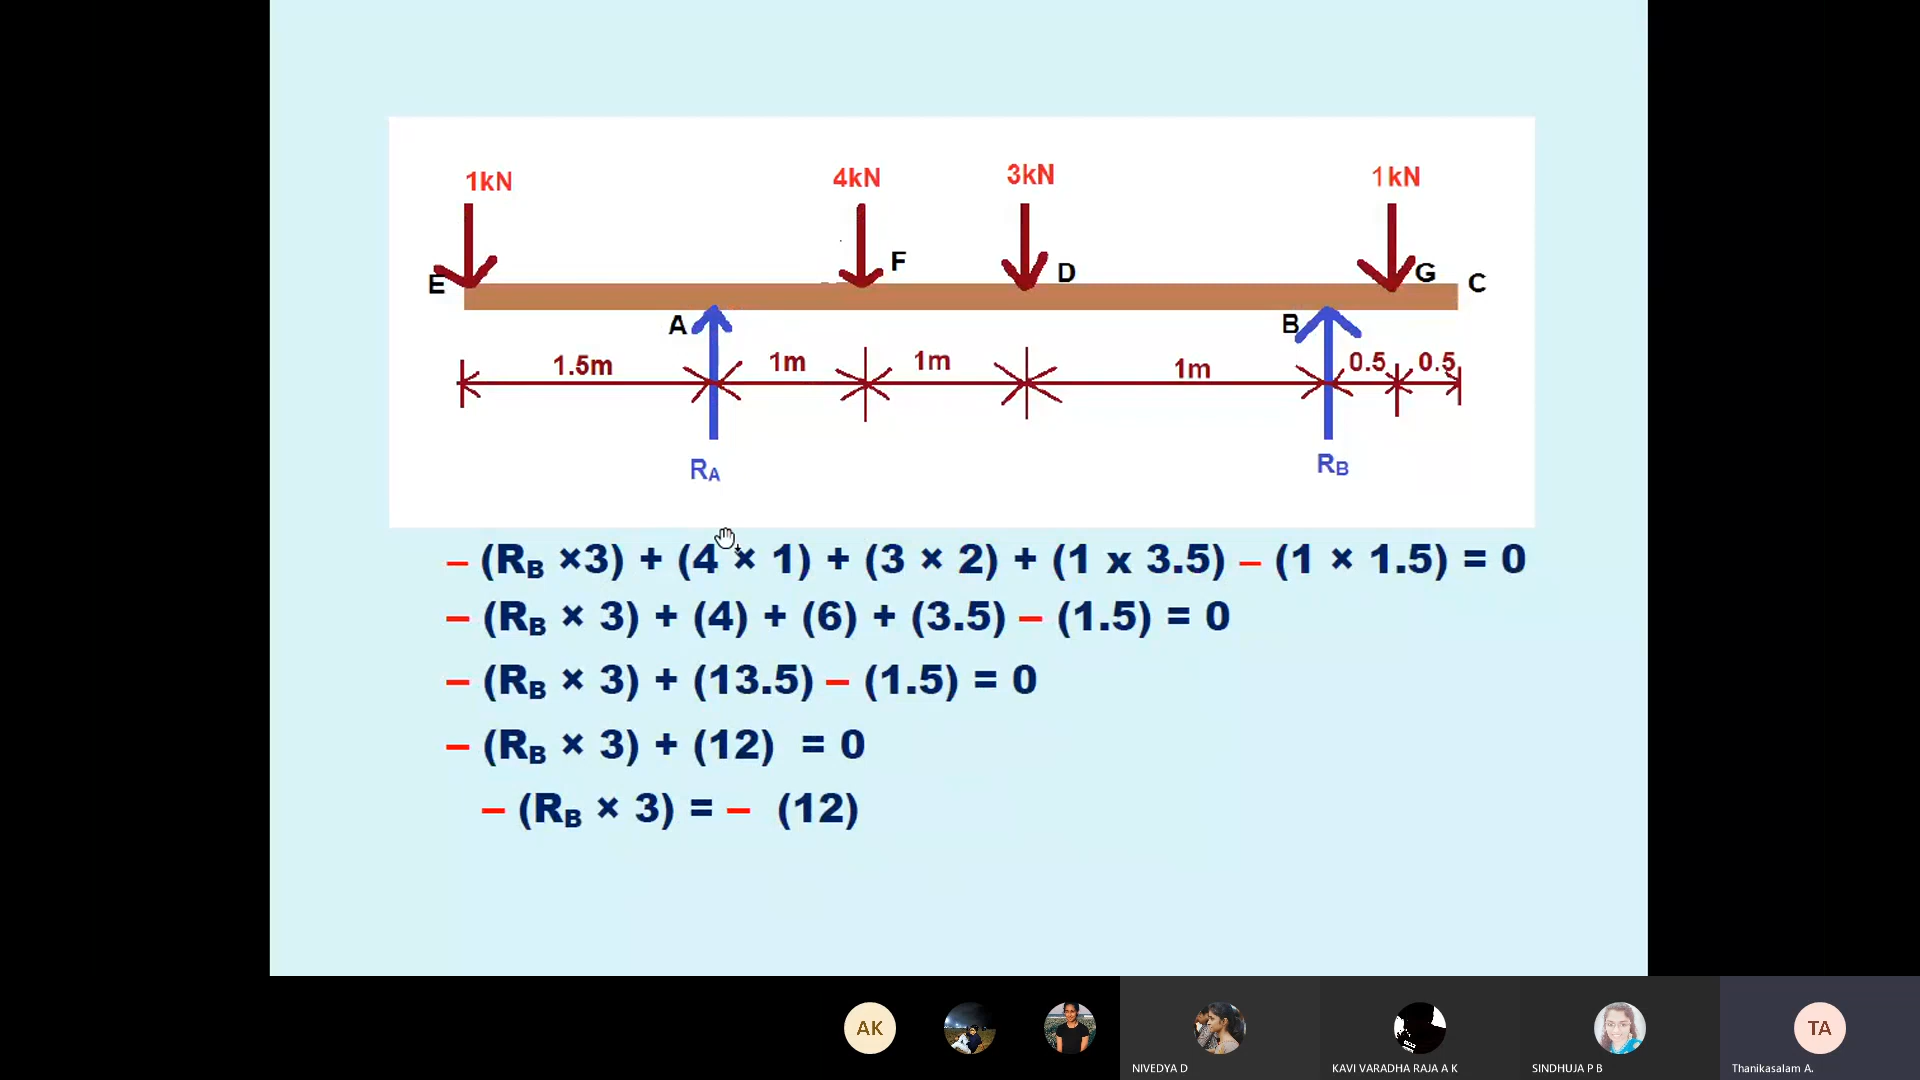 1kN 4kN 3kN 1kN
E F D G C
A B
1.5m 1m 1m 1m 0.5 0.5
RA RB
– (RB ×3) + (4 × 1) + (3 × 2) + (1 x 3.5) – (1 × 1.5) = 0
– (RB × 3) + (4) + (6) + (3.5) – (1.5) = 0
– (RB × 3) + (13.5) – (1.5) = 0
– (RB × 3) + (12) = 0
– (RB × 3) = – (12)
AK TA
NIVEDYA D KAVI VARADHA RAJA A K SINDHUJA P B Thanikasalam A.